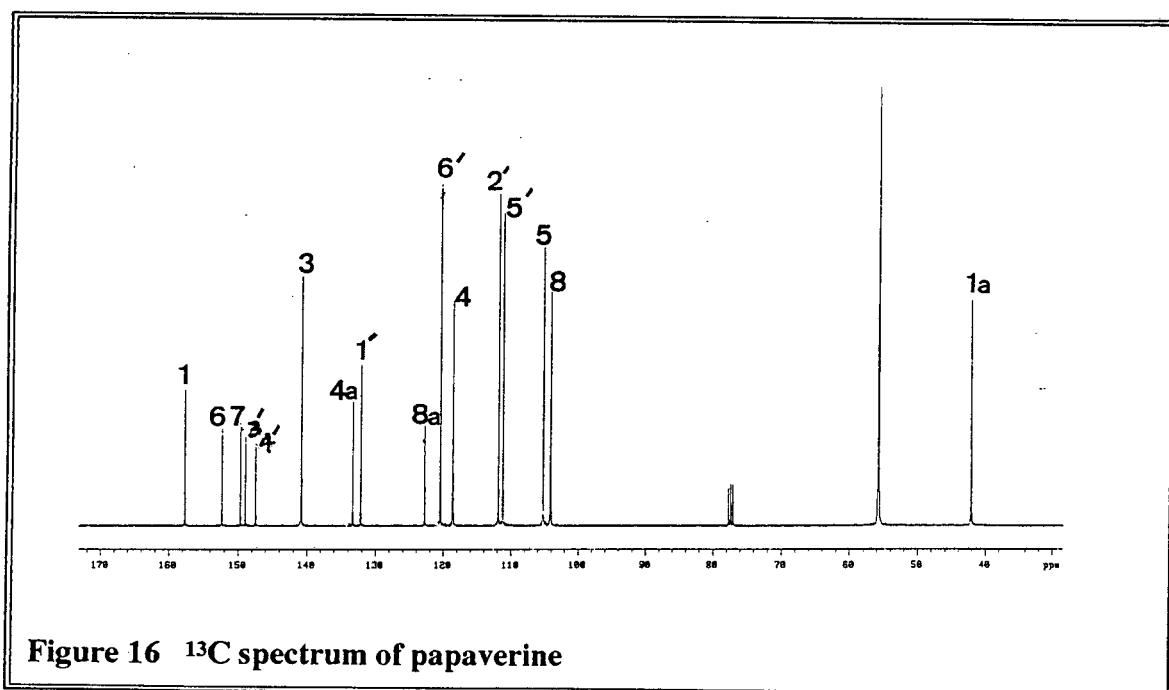 6′
2′
5′
3
5
4
8
1a
1
1′
4a
6 7 3′ 4′
8a
170 160 150 140 130 120 110 100 90 80 70 60 50 40 ppm
Figure 16 ¹³C spectrum of papaverine